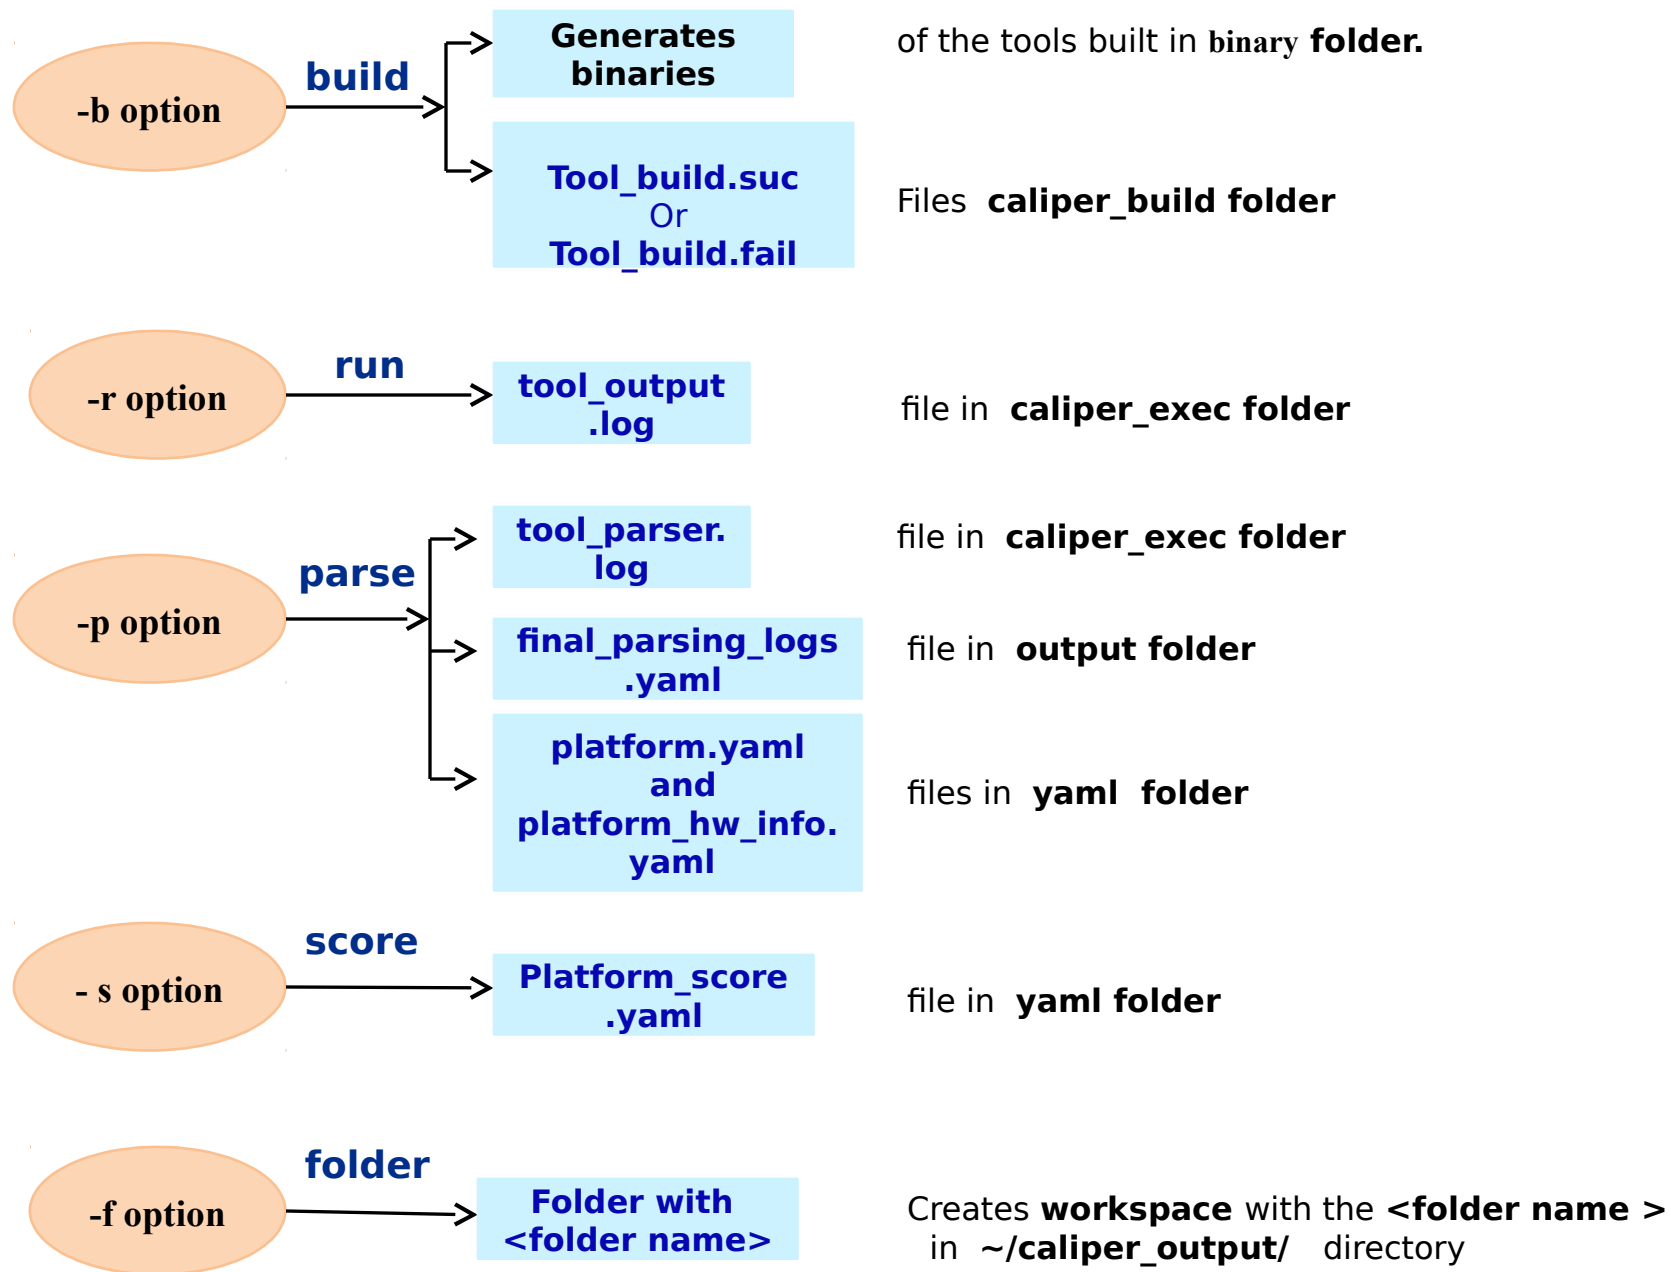 -b option
build
Generates
binaries
of the tools built in binary folder.
Tool_build.suc
Or
Tool_build.fail
Files caliper_build folder
-r option
run
tool_output
.log
file in caliper_exec folder
-p option
parse
tool_parser.
log
file in caliper_exec folder
final_parsing_logs
.yaml
file in output folder
platform.yaml
and
platform_hw_info.
yaml
files in yaml folder
- s option
score
Platform_score
.yaml
file in yaml folder
-f option
folder
Folder with
<folder name>
Creates workspace with the <folder name >
in ~/caliper_output/ directory